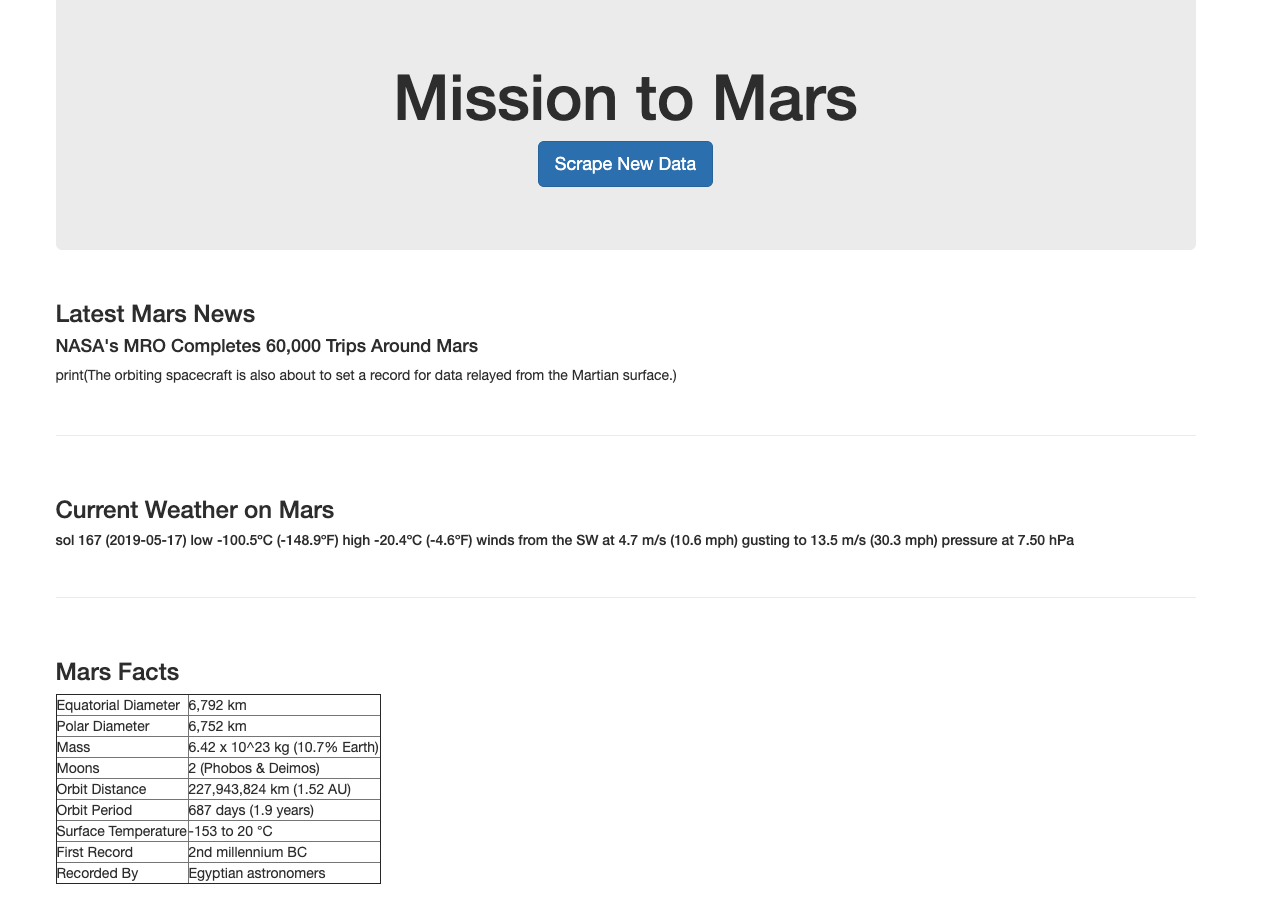 Mission to Mars
Scrape New Data
Latest Mars News
NASA's MRO Completes 60,000 Trips Around Mars
print(The orbiting spacecraft is also about to set a record for data relayed from the Martian surface.)
Current Weather on Mars
sol 167 (2019-05-17) low -100.5ºC (-148.9ºF) high -20.4ºC (-4.6ºF) winds from the SW at 4.7 m/s (10.6 mph) gusting to 13.5 m/s (30.3 mph) pressure at 7.50 hPa
Mars Facts
Equatorial Diameter 6,792 km
Polar Diameter 6,752 km
Mass 6.42 x 10^23 kg (10.7% Earth)
Moons 2 (Phobos & Deimos)
Orbit Distance 227,943,824 km (1.52 AU)
Orbit Period 687 days (1.9 years)
Surface Temperature -153 to 20 °C
First Record 2nd millennium BC
Recorded By Egyptian astronomers